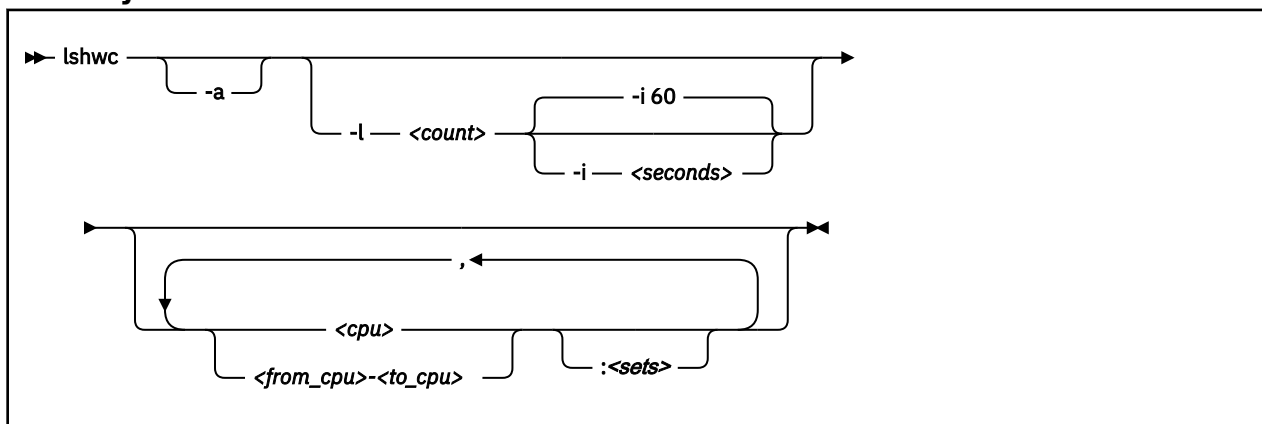 lshwc
-a
-i 60
-l <count>
-i <seconds>
,
<cpu>
<from_cpu>-<to_cpu>
:<sets>